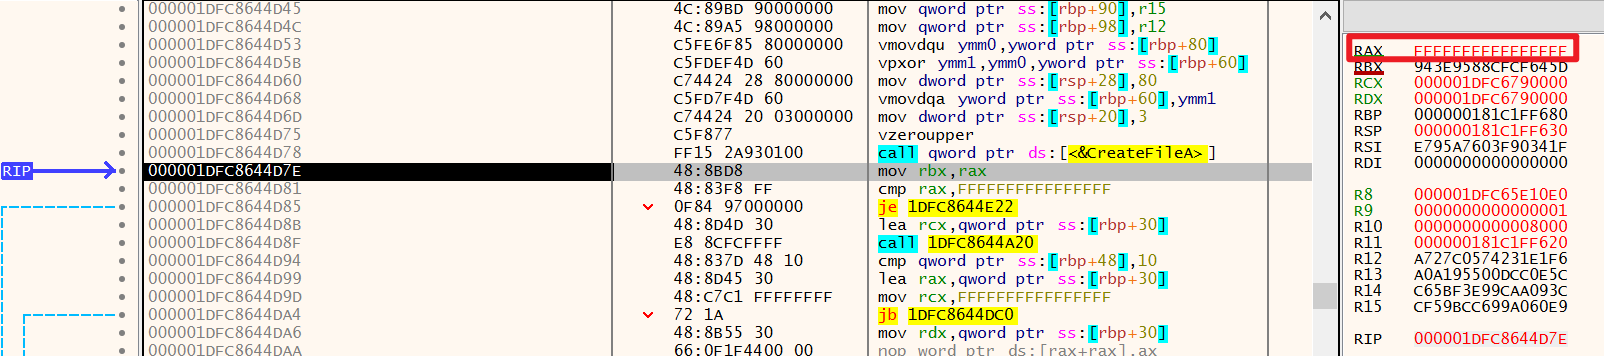 000001DFC8644D45 4C:89BD 90000000 mov qword ptr ss:[rbp+90],r15
000001DFC8644D4C 4C:89A5 98000000 mov qword ptr ss:[rbp+98],r12
000001DFC8644D53 C5FE6F85 80000000 vmovdqu ymm0,yword ptr ss:[rbp+80]
000001DFC8644D5B C5FDEF4D 60 vpxor ymm1,ymm0,yword ptr ss:[rbp+60]
000001DFC8644D60 C74424 28 80000000 mov dword ptr ss:[rsp+28],80
000001DFC8644D68 C5FD7F4D 60 vmovdqa yword ptr ss:[rbp+60],ymm1
000001DFC8644D6D C74424 20 03000000 mov dword ptr ss:[rsp+20],3
000001DFC8644D75 C5F877 vzeroupper
000001DFC8644D78 FF15 2A930100 call qword ptr ds:[<&CreateFileA>]
RIP 000001DFC8644D7E 48:8BD8 mov rbx,rax
000001DFC8644D81 48:83F8 FF cmp rax,FFFFFFFFFFFFFFFF
000001DFC8644D85 0F84 97000000 je 1DFC8644E22
000001DFC8644D8B 48:8D4D 30 lea rcx,qword ptr ss:[rbp+30]
000001DFC8644D8F E8 8CFCFFFF call 1DFC8644A20
000001DFC8644D94 48:837D 48 10 cmp qword ptr ss:[rbp+48],10
000001DFC8644D99 48:8D45 30 lea rax,qword ptr ss:[rbp+30]
000001DFC8644D9D 48:C7C1 FFFFFFFF mov rcx,FFFFFFFFFFFFFFFF
000001DFC8644DA4 72 1A jb 1DFC8644DC0
000001DFC8644DA6 48:8B55 30 mov rdx,qword ptr ss:[rbp+30]
000001DFC8644DAA 66:0F1F4400 00 nop word ptr ds:[rax+rax],ax
RAX FFFFFFFFFFFFFFFF
RBX 943E9588CFCF645D
RCX 000001DFC6790000
RDX 000001DFC6790000
RBP 000000181C1FF680
RSP 000000181C1FF630
RSI E795A7603F90341F
RDI 0000000000000000
R8 000001DFC65E10E0
R9 0000000000000001
R10 0000000000008000
R11 000000181C1FF620
R12 A727C0574231E1F6
R13 A0A195500DCC0E5C
R14 C65BF3E99CAA093C
R15 CF59BCC699A060E9
RIP 000001DFC8644D7E